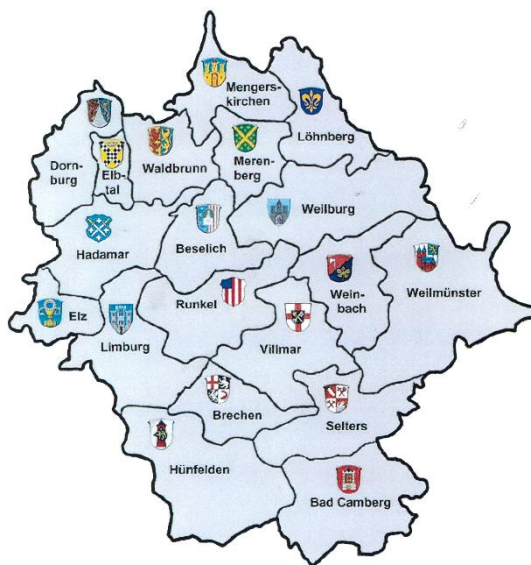 Mengers-
kirchen
Löhnberg
Dorn-
burg
Elb-
tal
Waldbrunn
Meren-
berg
Weilburg
Hadamar
Beselich
Weilmünster
Elz
Limburg
Runkel
Wein-
bach
Villmar
Brechen
Selters
Hünfelden
Bad Camberg